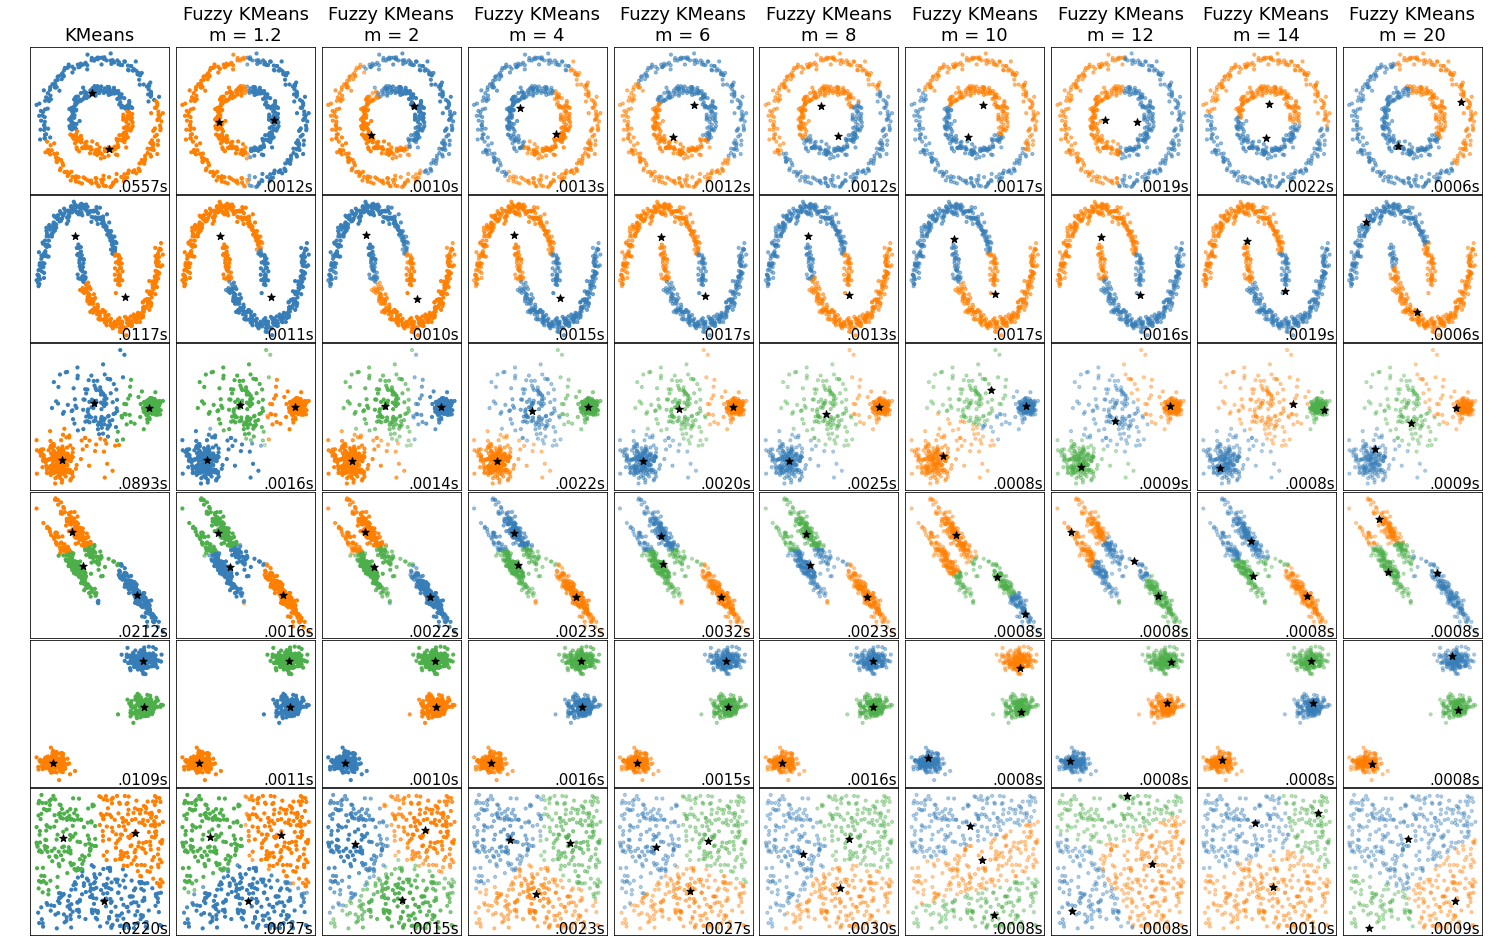 KMeans
Fuzzy KMeans
m = 1.2
Fuzzy KMeans
m = 2
Fuzzy KMeans
m = 4
Fuzzy KMeans
m = 6
Fuzzy KMeans
m = 8
Fuzzy KMeans
m = 10
Fuzzy KMeans
m = 12
Fuzzy KMeans
m = 14
Fuzzy KMeans
m = 20
.0557s .0012s .0010s .0013s .0012s .0012s .0017s .0019s .0022s .0006s
.0117s .0011s .0010s .0015s .0017s .0013s .0017s .0016s .0019s .0006s
.0893s .0016s .0014s .0022s .0020s .0025s .0008s .0009s .0008s .0009s
.0212s .0016s .0022s .0023s .0032s .0023s .0008s .0008s .0008s .0008s
.0109s .0011s .0010s .0016s .0015s .0016s .0008s .0008s .0008s .0008s
.0220s .0027s .0015s .0023s .0027s .0030s .0008s .0008s .0010s .0009s